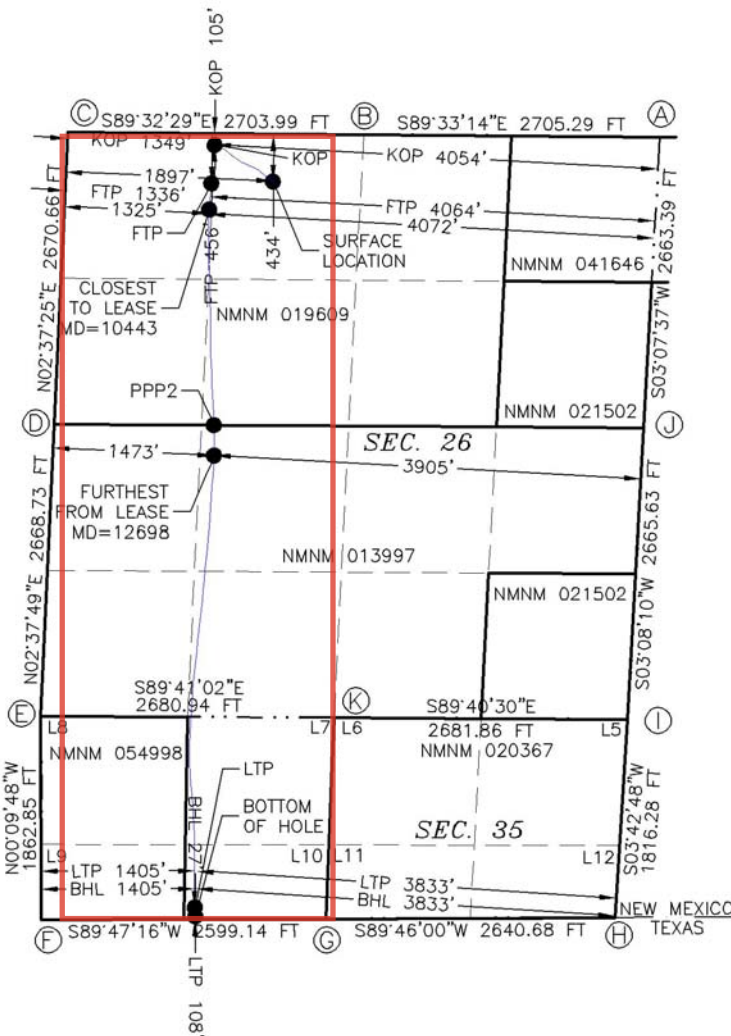 KOP 105'
C
S89°32'29"E 2703.99 FT
B
S89°33'14"E 2705.29 FT
A
KOP 1349'
KOP
KOP 4054'
1897'
FTP 1336'
FTP 4064'
1325'
4072'
FTP
FTP 456'
434'
SURFACE
LOCATION
N02°37'25"E 2670.66 FT
S03°07'37"W 2663.39 FT
NMNM 041646
CLOSEST
TO LEASE
MD=10443
NMNM 019609
PPP2
NMNM 021502
D
J
SEC. 26
1473'
3905'
FURTHEST
FROM LEASE
MD=12698
N02°37'49"E 2668.73 FT
S03°08'10"W 2665.63 FT
NMNM 013997
NMNM 021502
S89°41'02"E
2680.94 FT
K
S89°40'30"E
2681.86 FT
E
I
L8
L7
L6
L5
NMNM 054998
NMNM 020367
LTP
BOTTOM
OF HOLE
BHL 27'
SEC. 35
N00°09'48"W
1862.85 FT
S03°42'48"W
1816.28 FT
L9
L10
L11
L12
LTP 1405'
LTP 3833'
BHL 1405'
BHL 3833'
NEW MEXICO
TEXAS
F
S89°47'16"W 2599.14 FT
G
S89°46'00"W 2640.68 FT
H
LTP 108'